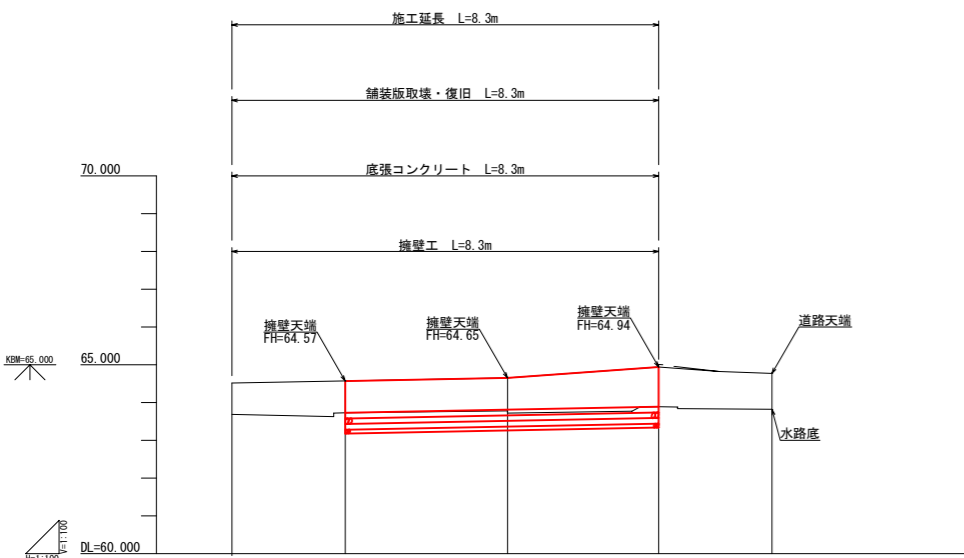 施工延長 L=8.3m
舗装版取壊・復旧 L=8.3m
70.000
底張コンクリート L=8.3m
擁壁工 L=8.3m
擁壁天端
FH=64.57
擁壁天端
FH=64.65
擁壁天端
FH=64.94
道路天端
KBM=65.000
65.000
水路底
V=1:100
H=1:100
DL=60.000